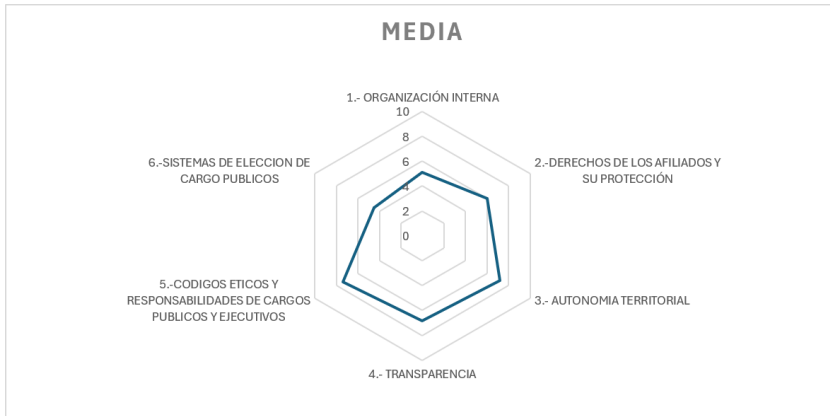 MEDIA
1.- ORGANIZACIÓN INTERNA
10
8
6
4
2
0
2.-DERECHOS DE LOS AFILIADOS Y
SU PROTECCIÓN
3.- AUTONOMIA TERRITORIAL
4.- TRANSPARENCIA
5.-CODIGOS ETICOS Y
RESPONSABILIDADES DE CARGOS
PUBLICOS Y EJECUTIVOS
6.-SISTEMAS DE ELECCION DE
CARGO PUBLICOS